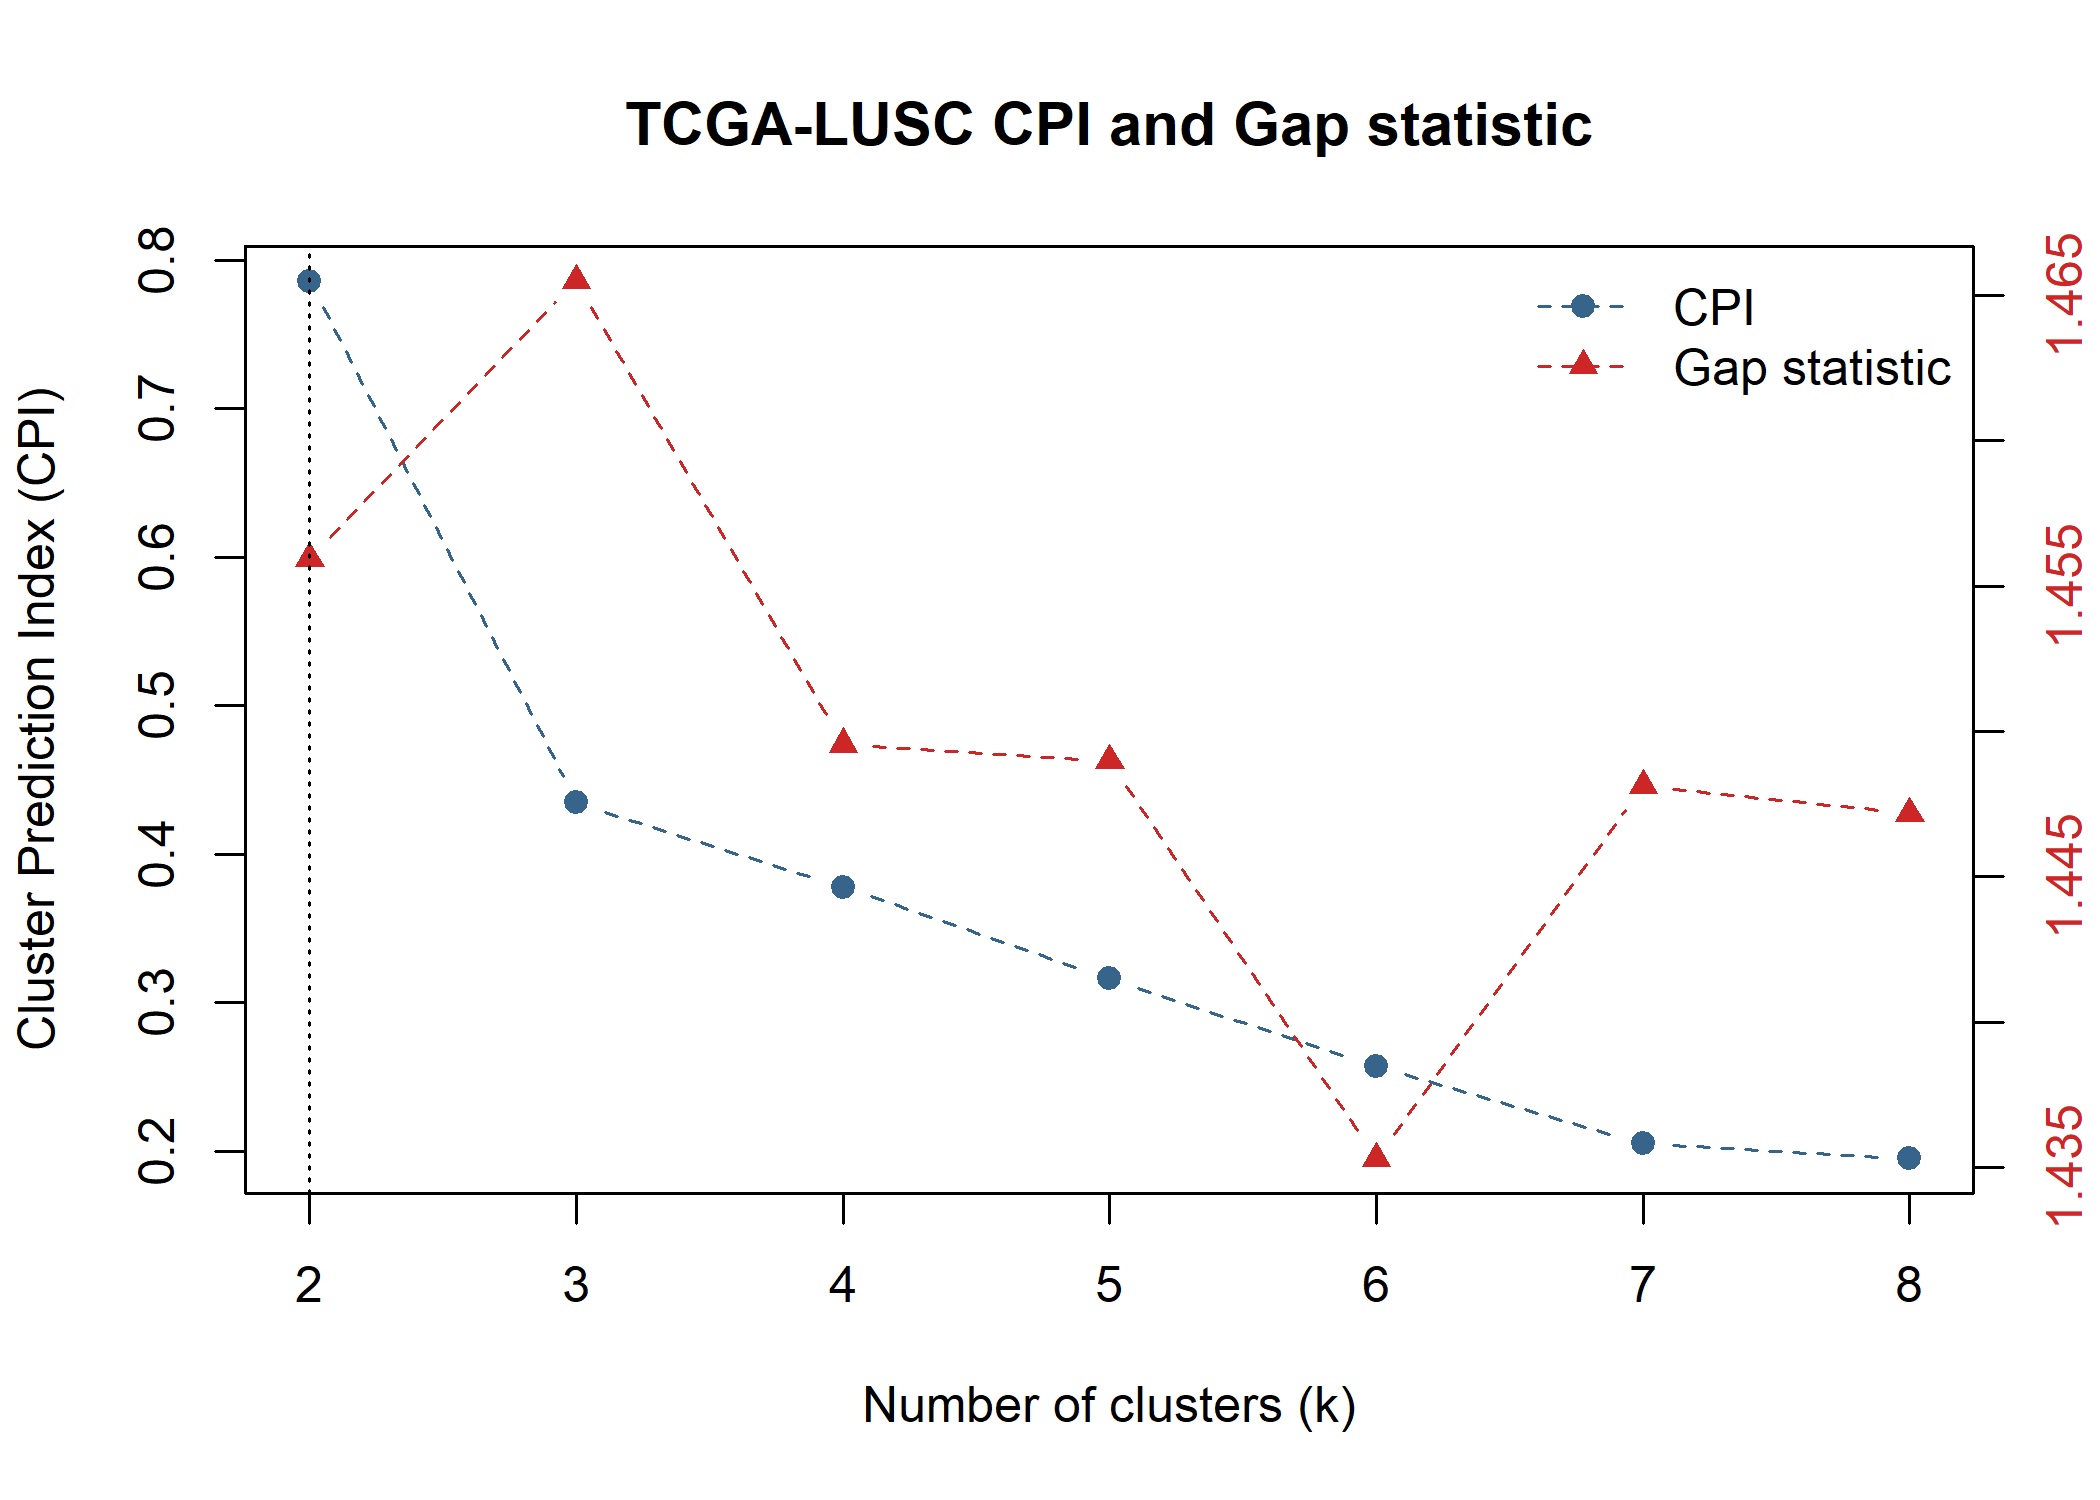 TCGA-LUSC CPI and Gap statistic
CPI
Gap statistic
Cluster Prediction Index (CPI)
0.8
0.7
0.6
0.5
0.4
0.3
0.2
1.465
1.455
1.445
1.435
2 3 4 5 6 7 8
Number of clusters (k)